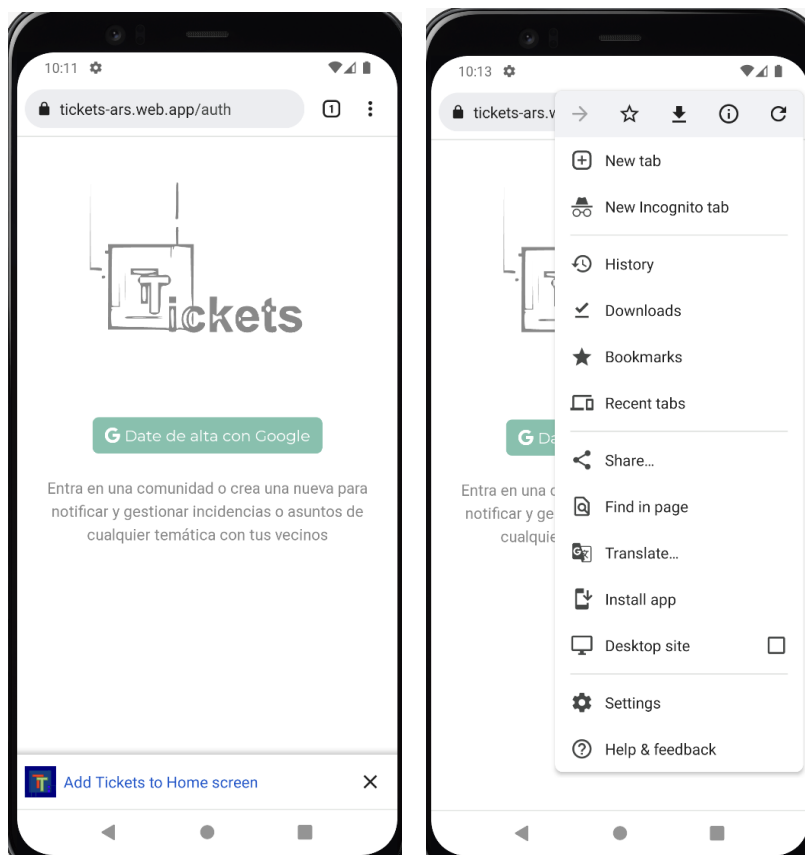 10:11
tickets-ars.web.app/auth
1
Tickets
G Date de alta con Google
Entra en una comunidad o crea una nueva para
notificar y gestionar incidencias o asuntos de
cualquier temática con tus vecinos
Add Tickets to Home screen
10:13
tickets-ars.w
New tab
New Incognito tab
History
Downloads
Bookmarks
Recent tabs
G Da
Share...
Entra en una c
Find in page
notificar y ge
cualquie
Translate...
Install app
Desktop site
Settings
Help & feedback